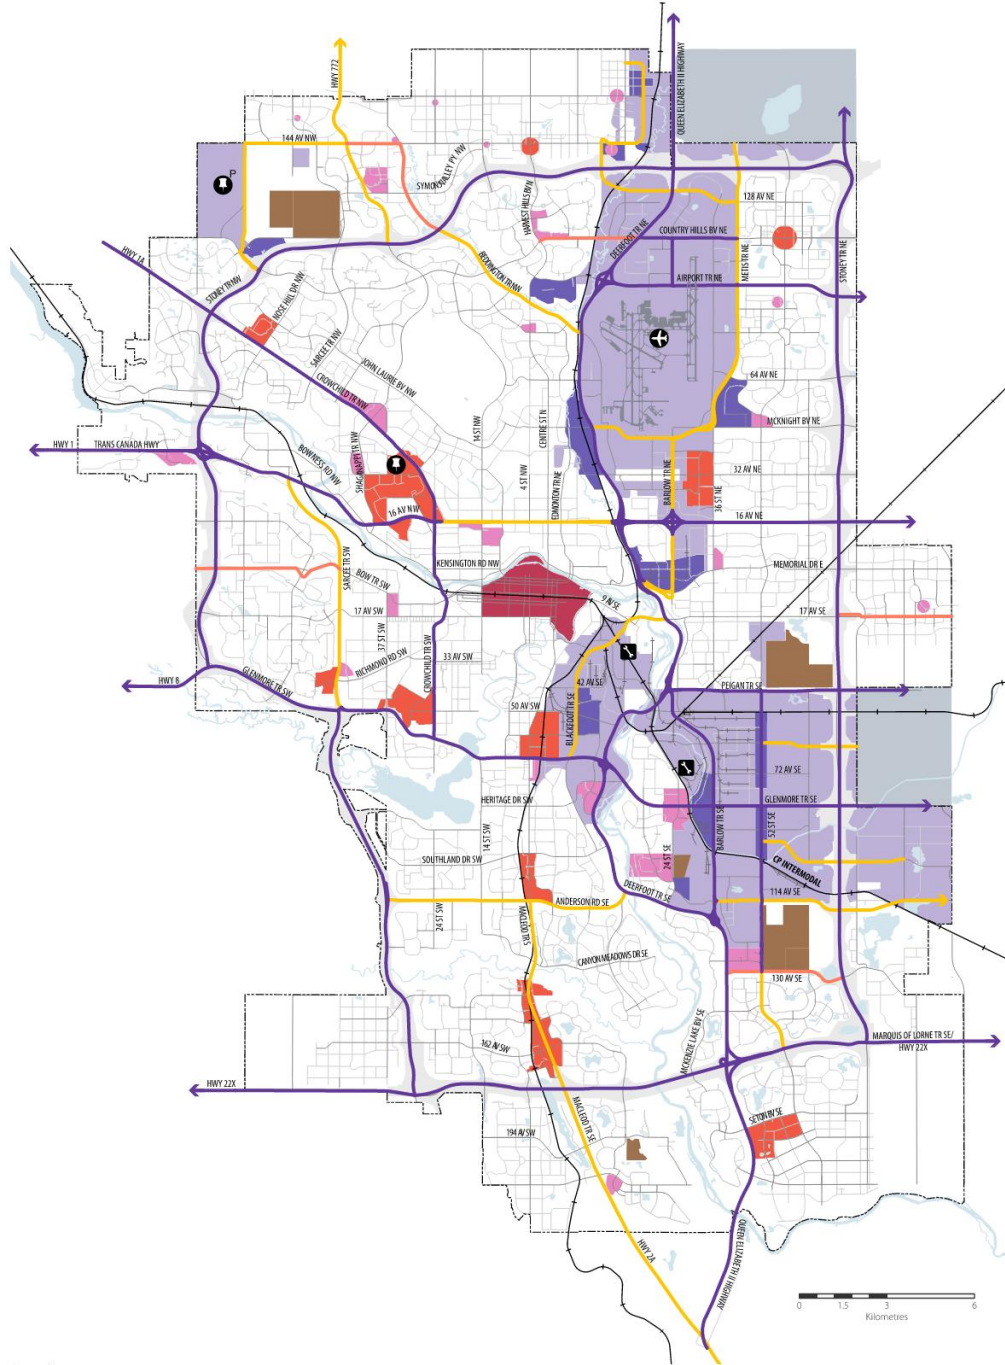 HWY 772
QUEEN ELIZABETH II HIGHWAY
144 AV NW
P
SYMONS VALLEY PY NW
128 AV NE
HARVEST HILLS BV N
DEERFOOT TR NE
COUNTRY HILLS BV NE
METIS TR NE
STONEY TR NE
HWY 1A
BEDDINGTON TR NW
AIRPORT TR NE
STONEY TR NW
NOSE HILL DR NW
SARCEE TR NW
JOHN LAURIE BV NW
CROWCHILD TR NW
64 AV NE
14 ST NW
CENTRE ST N
MCKNIGHT BV NE
HWY 1
TRANS CANADA HWY
BOWNESS RD NW
SHAGANAPPI TR NW
4 ST NW
EDMONTON TR NE
BARLOW TR NE
32 AV NE
36 ST NE
16 AV NW
16 AV NE
SARCEE TR SW
KENSINGTON RD NW
MEMORIAL DR E
BOW TR SW
9 AV SE
17 AV SW
17 AV SE
37 ST SW
RICHMOND RD SW
CROWCHILD TR SW
33 AV SW
HWY 8
GLENMORE TR SW
42 AV SE
PEIGAN TR SE
50 AV SW
BLACKFOOT TR SE
72 AV SE
HERITAGE DR SW
GLENMORE TR SE
14 ST SW
BARLOW TR SE
52 ST SE
24 ST SE
SOUTHLAND DR SW
CP INTERMODAL
DEERFOOT TR SE
114 AV SE
24 ST SW
MACLEOD TR S
ANDERSON RD SE
CANYON MEADOWS DR SE
130 AV SE
MCKENZIE LAKE BV SE
MARQUIS OF LORNE TR SE/
HWY 22X
162 AV SW
HWY 22X
MACLEOD TR SE
SETON BV SE
194 AV SW
HWY 2A
QUEEN ELIZABETH II HIGHWAY
0 1.5 3 6
Kilometres